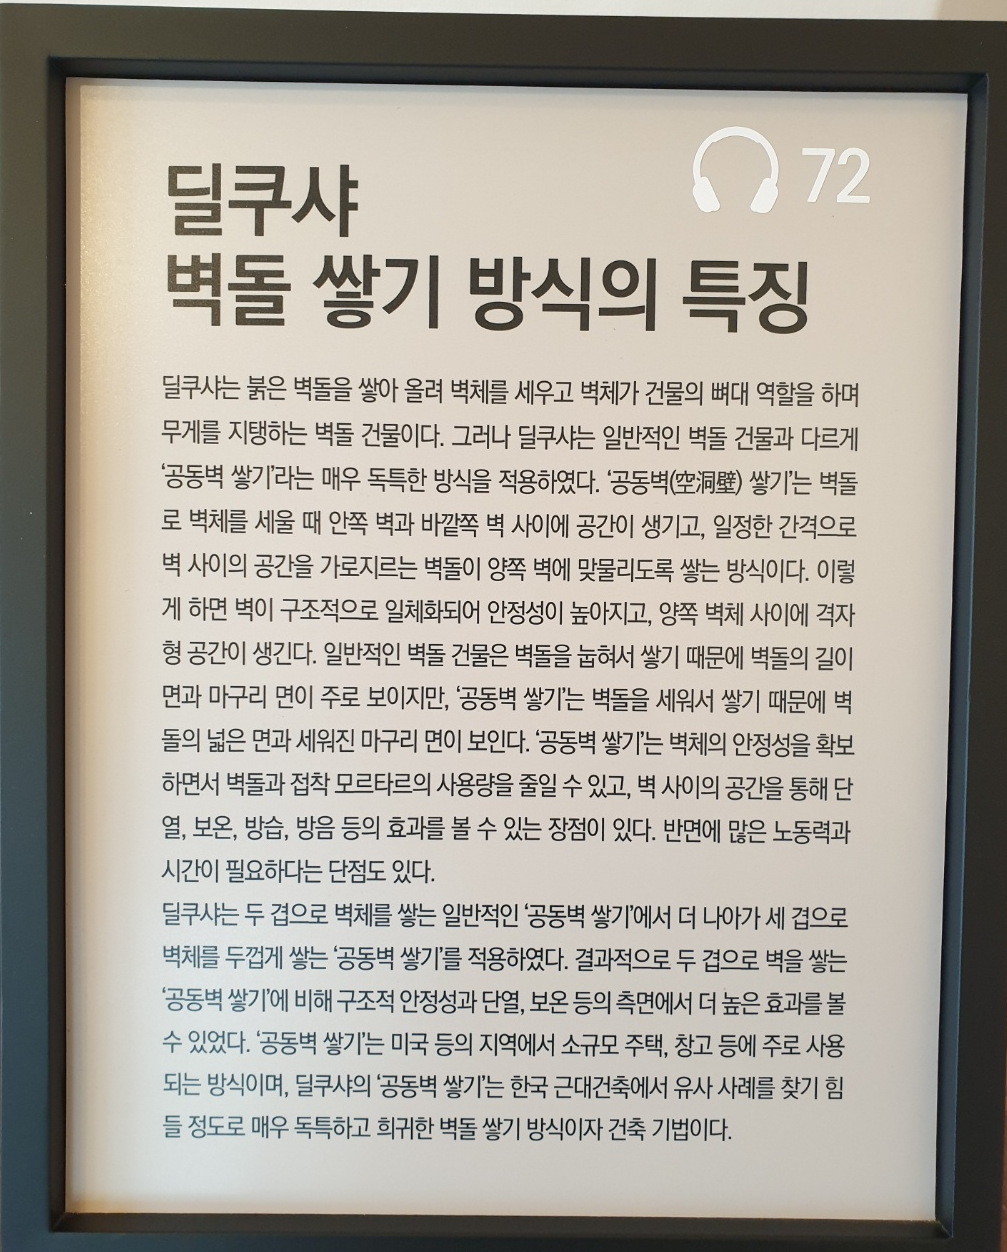 72
딜쿠샤
벽돌 쌓기 방식의 특징
딜쿠샤는 붉은 벽돌을 쌓아 올려 벽체를 세우고 벽체가 건물의 뼈대 역할을 하며
무게를 지탱하는 벽돌 건물이다. 그러나 딜쿠샤는 일반적인 벽돌 건물과 다르게
‘공동벽 쌓기’라는 매우 독특한 방식을 적용하였다. ‘공동벽(空洞壁) 쌓기’는 벽돌
로 벽체를 세울 때 안쪽 벽과 바깥쪽 벽 사이에 공간이 생기고, 일정한 간격으로
벽 사이의 공간을 가로지르는 벽돌이 양쪽 벽에 맞물리도록 쌓는 방식이다. 이렇
게 하면 벽이 구조적으로 일체화되어 안정성이 높아지고, 양쪽 벽체 사이에 격자
형 공간이 생긴다. 일반적인 벽돌 건물은 벽돌을 눕혀서 쌓기 때문에 벽돌의 길이
면과 마구리 면이 주로 보이지만, ‘공동벽 쌓기’는 벽돌을 세워서 쌓기 때문에 벽
돌의 넓은 면과 세워진 마구리 면이 보인다. ‘공동벽 쌓기’는 벽체의 안정성을 확보
하면서 벽돌과 접착 모르타르의 사용량을 줄일 수 있고, 벽 사이의 공간을 통해 단
열, 보온, 방습, 방음 등의 효과를 볼 수 있는 장점이 있다. 반면에 많은 노동력과
시간이 필요하다는 단점도 있다.
딜쿠샤는 두 겹으로 벽체를 쌓는 일반적인 ‘공동벽 쌓기’에서 더 나아가 세 겹으로
벽체를 두껍게 쌓는 ‘공동벽 쌓기’를 적용하였다. 결과적으로 두 겹으로 벽을 쌓는
‘공동벽 쌓기’에 비해 구조적 안정성과 단열, 보온 등의 측면에서 더 높은 효과를 볼
수 있었다. ‘공동벽 쌓기’는 미국 등의 지역에서 소규모 주택, 창고 등에 주로 사용
되는 방식이며, 딜쿠샤의 ‘공동벽 쌓기’는 한국 근대건축에서 유사 사례를 찾기 힘
들 정도로 매우 독특하고 희귀한 벽돌 쌓기 방식이자 건축 기법이다.